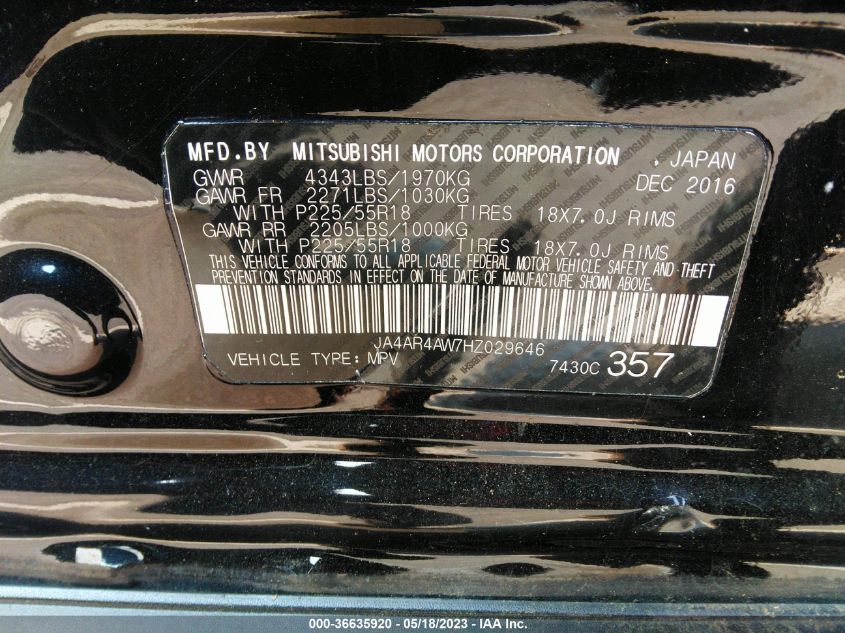 MFD.BY MITSUBISHI MOTORS CORPORATION . JAPAN
GVWR 4343LBS/1970KG DEC 2016
GAWR FR 2271LBS/1030KG
WITH P225/55R18 TIRES 18X7.0J RIMS
GAWR RR 2205LBS/1000KG
WITH P225/55R18 TIRES 18X7.0J RIMS
THIS VEHICLE CONFORMS TO ALL APPLICABLE FEDERAL MOTOR VEHICLE SAFETY AND THEFT
PREVENTION STANDARDS IN EFFECT ON THE DATE OF MANUFACTURE SHOWN ABOVE.
JA4AR4AW7HZ029646
VEHICLE TYPE: MPV 7430C 357
000-36635920 - 05/18/2023 - IAA Inc.